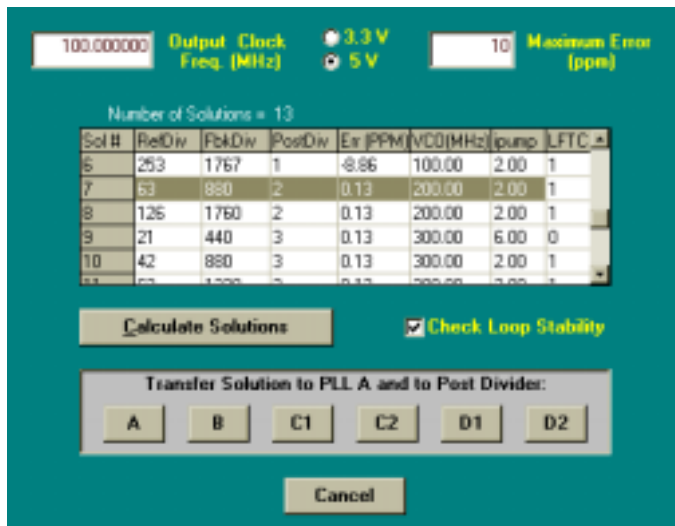 100.000000 Output Clock Freq. (MHz) 3.3 V 5 V 10 Maximum Error (ppm)
Number of Solutions = 13
Sol # RefDiv FbkDiv PostDiv Err (PPM) VCO(MHz) ipump LFTC
6 253 1767 1 -8.86 100.00 2.00 1
7 63 880 2 0.13 200.00 2.00 1
8 126 1760 2 0.13 200.00 2.00 1
9 21 440 3 0.13 300.00 6.00 0
10 42 880 3 0.13 300.00 2.00 1
Calculate Solutions Check Loop Stability
Transfer Solution to PLL A and to Post Divider:
A B C1 C2 D1 D2
Cancel